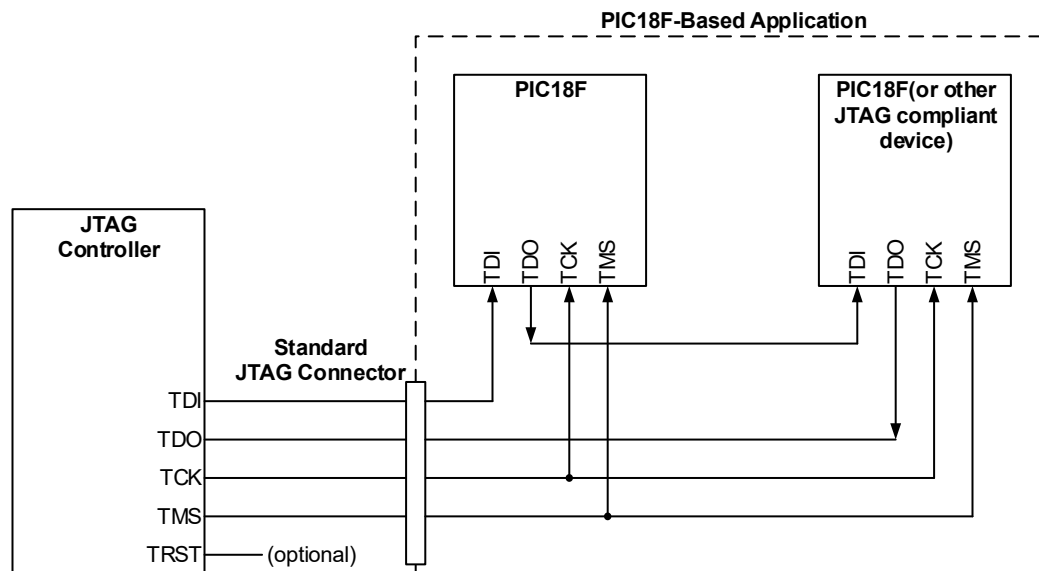 PIC18F-Based Application
PIC18F
PIC18F(or other
JTAG compliant
device)
TDI
TDO
TCK
TMS
TDI
TDO
TCK
TMS
JTAG
Controller
Standard
JTAG Connector
TDI
TDO
TCK
TMS
TRST
(optional)